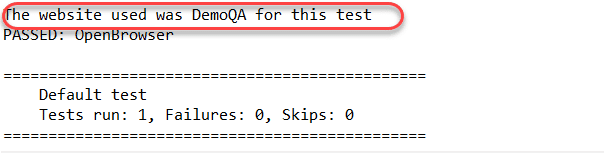 The website used was DemoQA for this test
PASSED: OpenBrowser
===============================================
    Default test
    Tests run: 1, Failures: 0, Skips: 0
===============================================